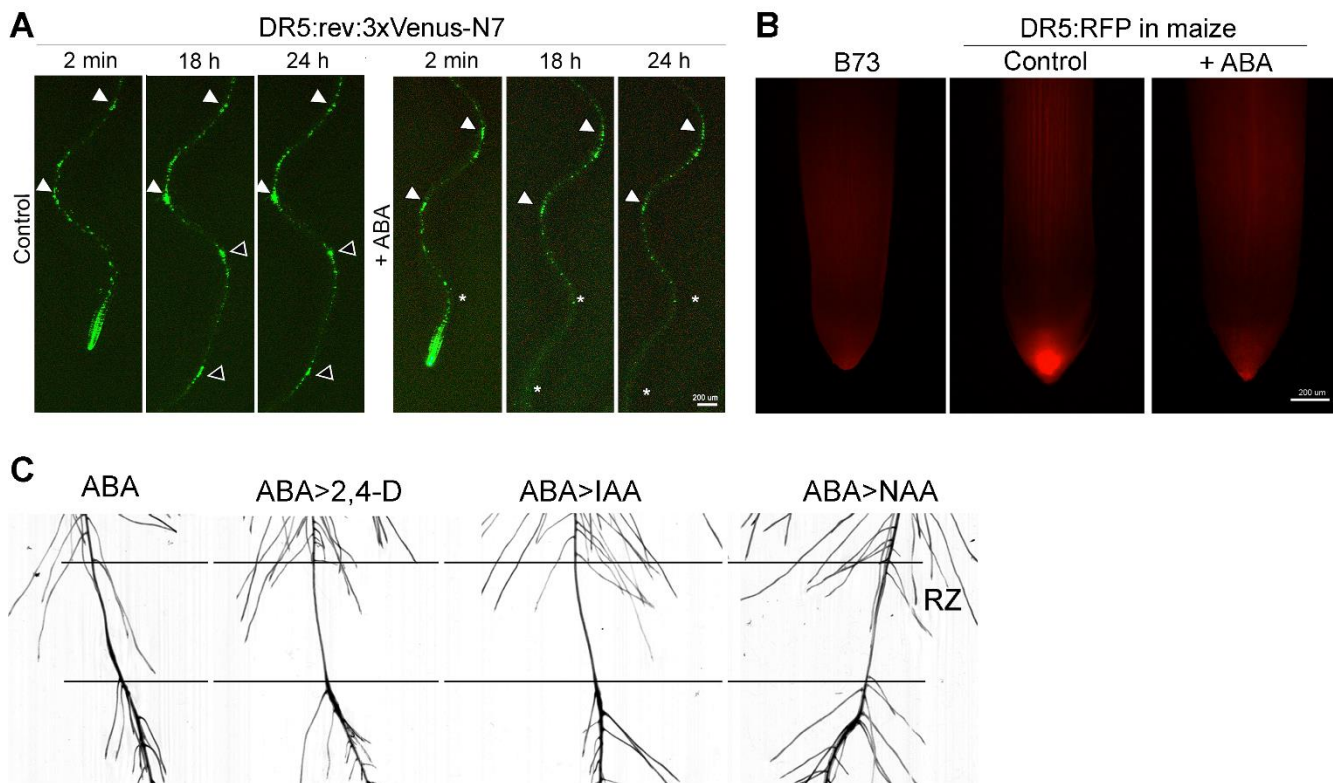 A
DR5:rev:3xVenus-N7
2 min 18 h 24 h 2 min 18 h 24 h
Control
+ ABA
* * *
* *
200 um
B
DR5:RFP in maize
B73 Control + ABA
200 um
C
ABA ABA>2,4-D ABA>IAA ABA>NAA
RZ